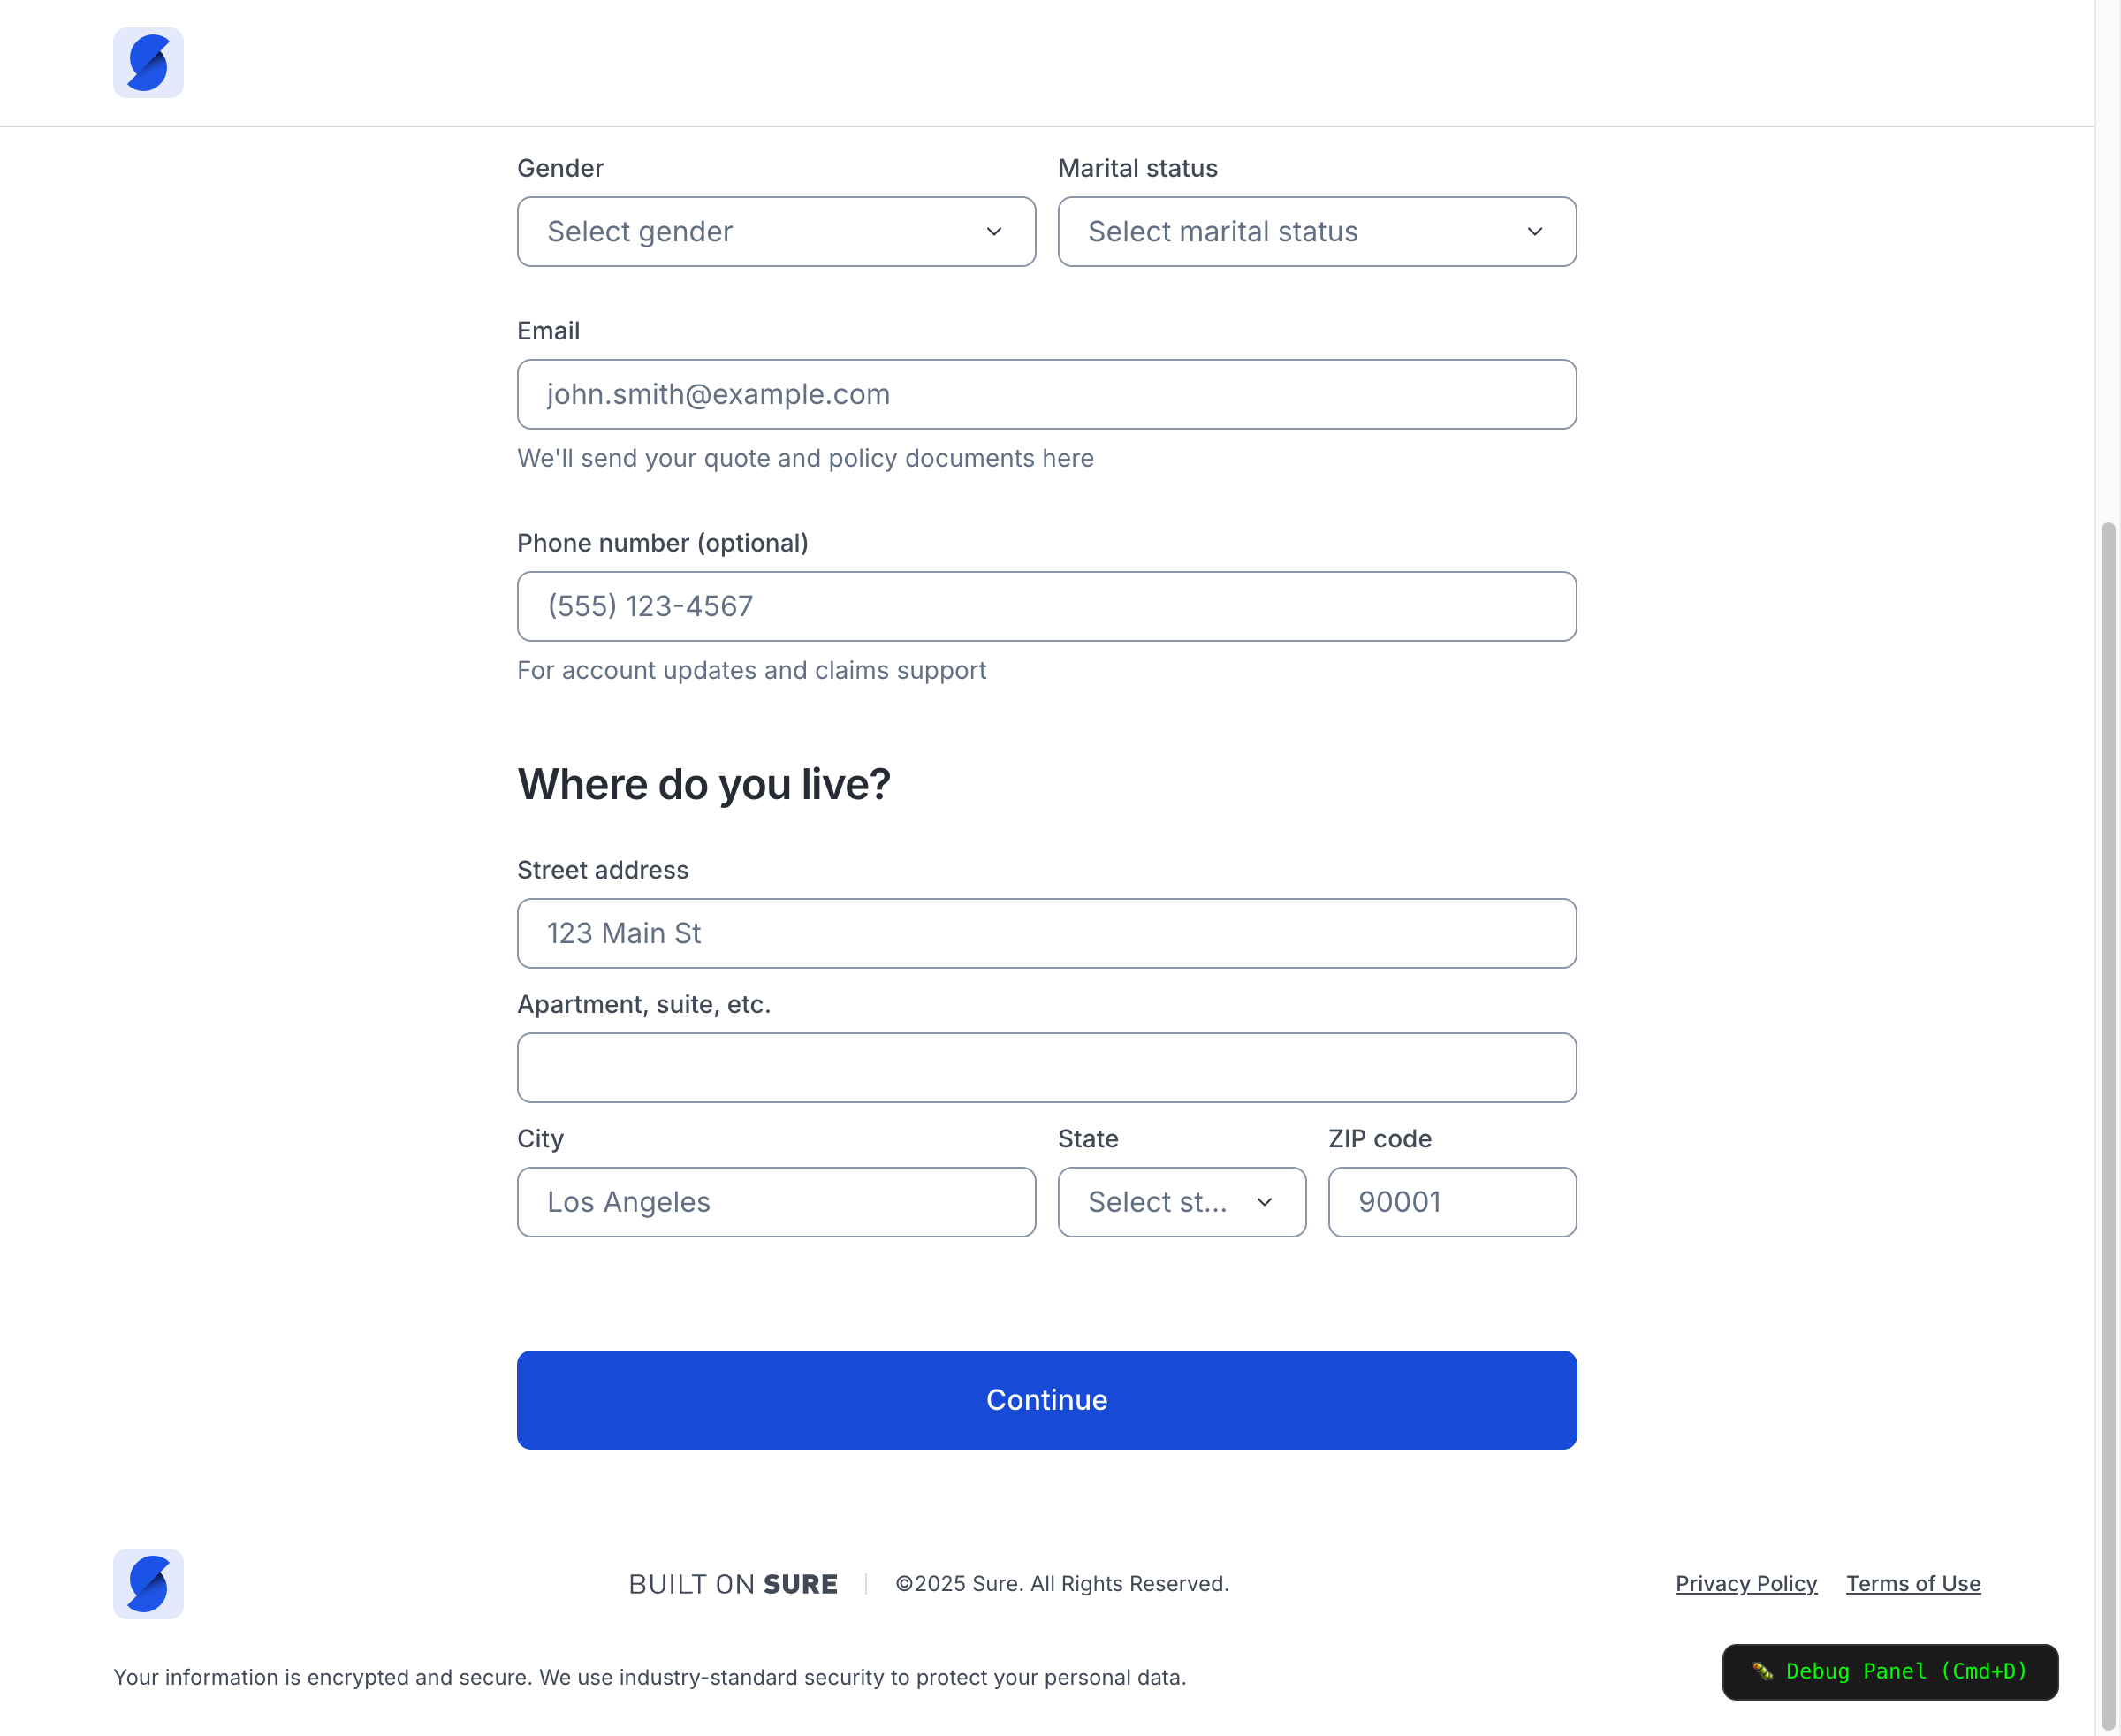 Gender
Marital status
Select gender
Select marital status
Email
john.smith@example.com
We'll send your quote and policy documents here
Phone number (optional)
(555) 123-4567
For account updates and claims support
Where do you live?
Street address
123 Main St
Apartment, suite, etc.
City
State
ZIP code
Los Angeles
Select st...
90001
Continue
BUILT ON SURE
©2025 Sure. All Rights Reserved.
Privacy Policy
Terms of Use
Your information is encrypted and secure. We use industry-standard security to protect your personal data.
🐛 Debug Panel (Cmd+D)